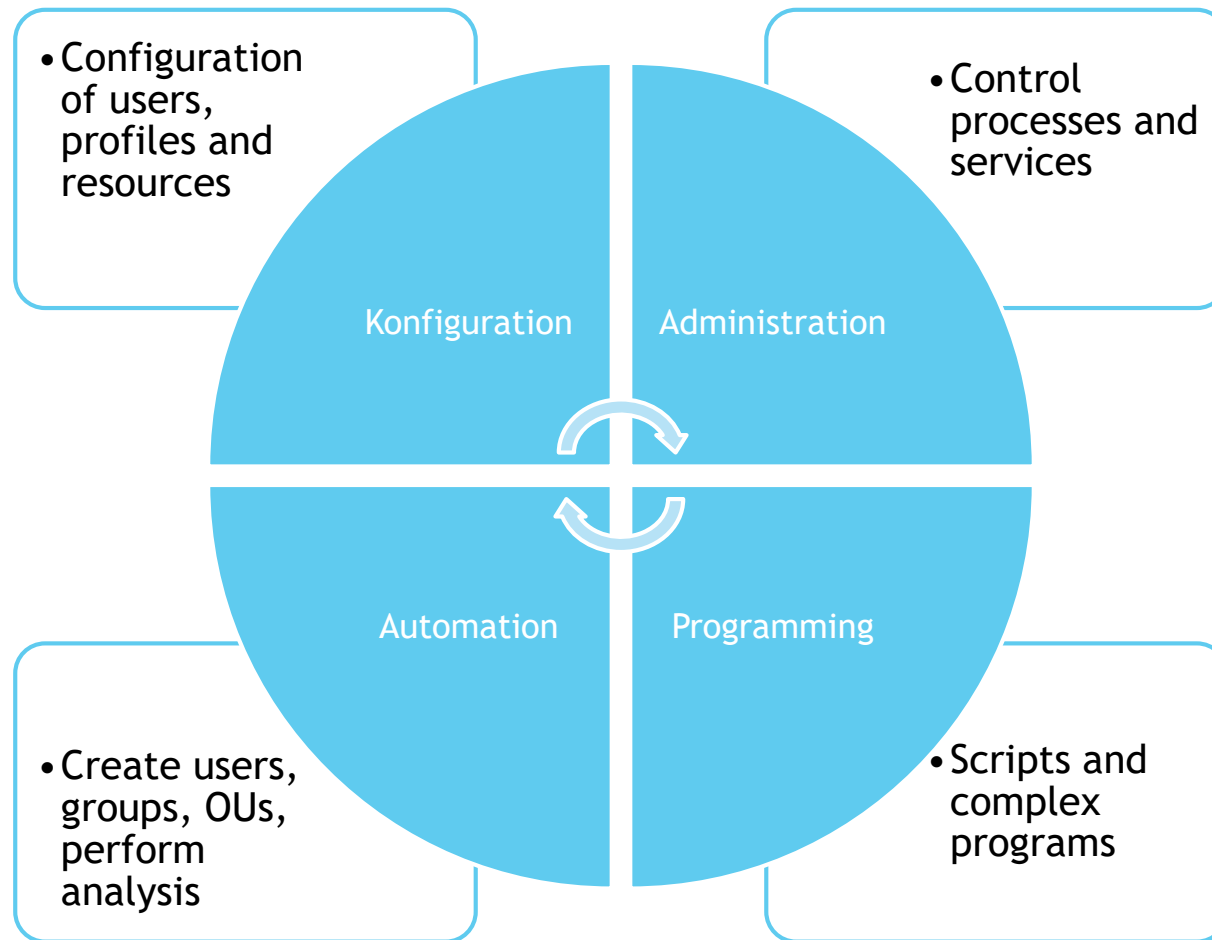 •Configuration
of users,
profiles and
resources
•Control
processes and
services
Konfiguration
Administration
Automation
Programming
•Create users,
groups, OUs,
perform
analysis
•Scripts and
complex
programs